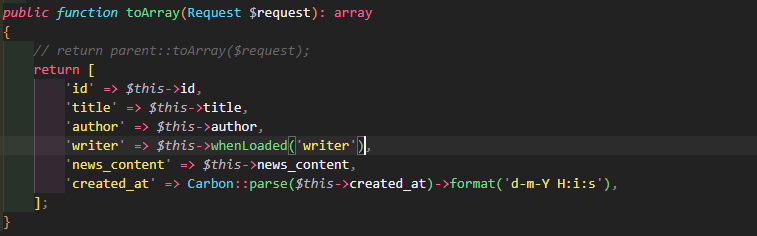 public function toArray(Request $request): array
{
// return parent::toArray($request);
return [
'id' => $this->id,
'title' => $this->title,
'author' => $this->author,
'writer' => $this->whenLoaded('writer'),
'news_content' => $this->news_content,
'created_at' => Carbon::parse($this->created_at)->format('d-m-Y H:i:s'),
];
}